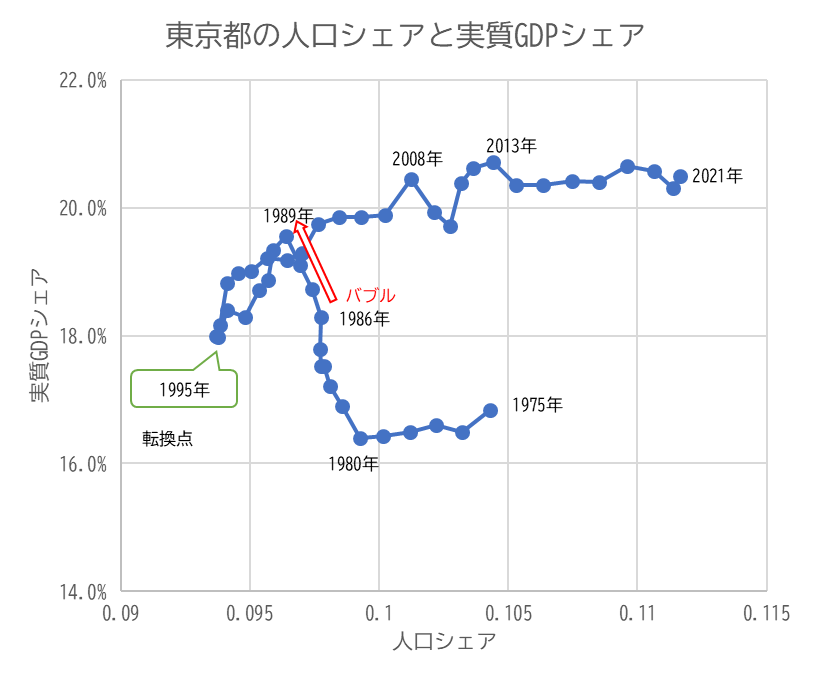 東京都の人口シェアと実質GDPシェア
22.0%
20.0%
18.0%
16.0%
14.0%
実質GDPシェア
2013年
2008年
2021年
1989年
バブル
1986年
1995年
1975年
転換点
1980年
0.09
0.095
0.1
0.105
0.11
0.115
人口シェア